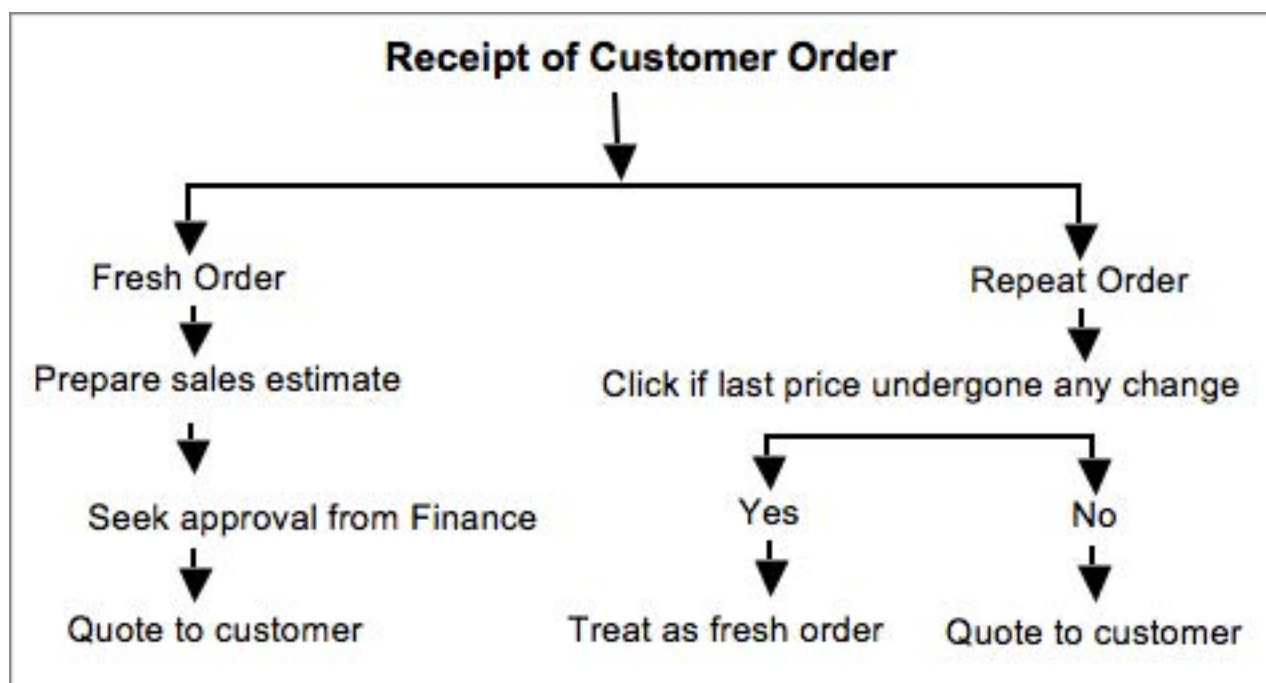 Receipt of Customer Order
Fresh Order
Repeat Order
Prepare sales estimate
Click if last price undergone any change
Seek approval from Finance
Yes
No
Quote to customer
Treat as fresh order
Quote to customer